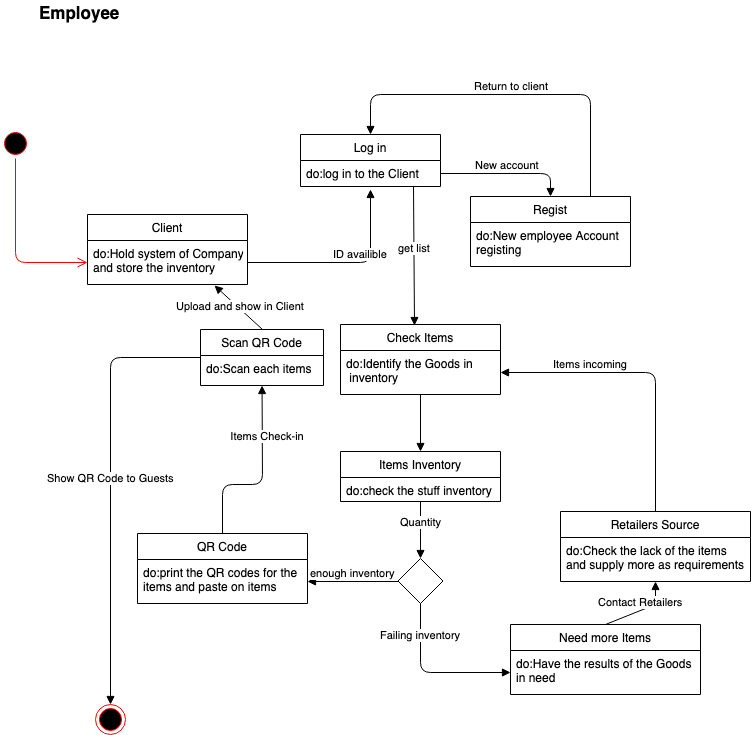 Employee
Return to client
Log in
do:log in to the Client
New account
Regist
do:New employee Account
registing
Client
do:Hold system of Company
and store the inventory
ID availible
get list
Upload and show in Client
Scan QR Code
do:Scan each items
Check Items
do:Identify the Goods in
inventory
Items incoming
Items Check-in
Items Inventory
do:check the stuff inventory
Show QR Code to Guests
Quantity
Retailers Source
do:Check the lack of the items
and supply more as requirements
QR Code
do:print the QR codes for the
items and paste on items
enough inventory
Contact Retailers
Failing inventory
Need more Items
do:Have the results of the Goods
in need